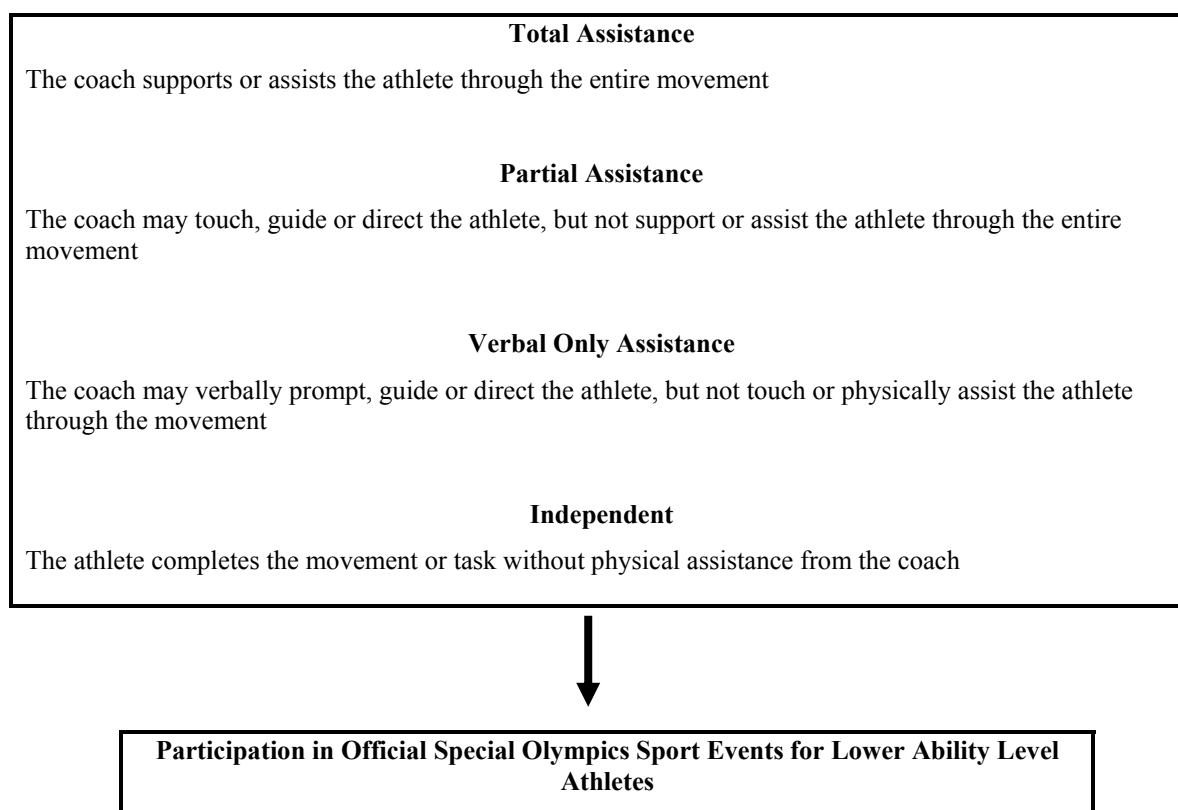 Total Assistance
The coach supports or assists the athlete through the entire movement
Partial Assistance
The coach may touch, guide or direct the athlete, but not support or assist the athlete through the entire
movement
Verbal Only Assistance
The coach may verbally prompt, guide or direct the athlete, but not touch or physically assist the athlete
through the movement
Independent
The athlete completes the movement or task without physical assistance from the coach
Participation in Official Special Olympics Sport Events for Lower Ability Level
Athletes